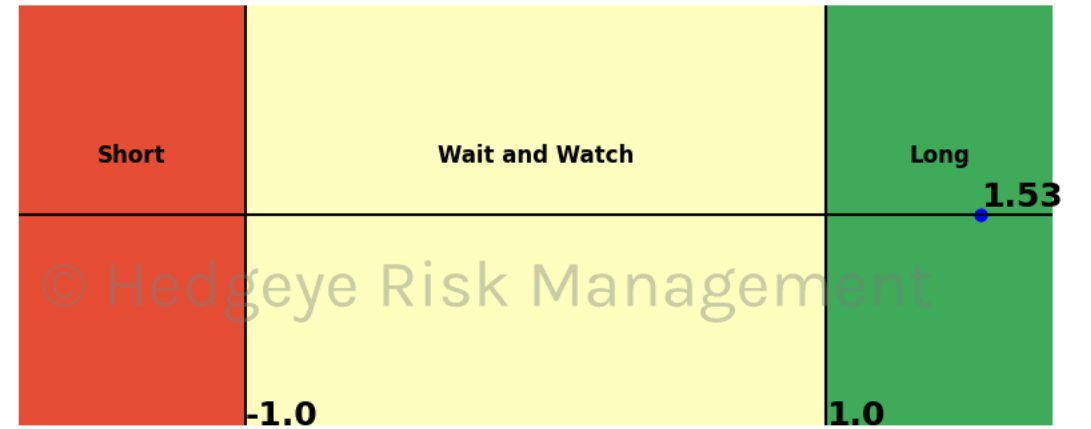 Short
Wait and Watch
Long
1.53
© Hedgeye Risk Management
-1.0
1.0